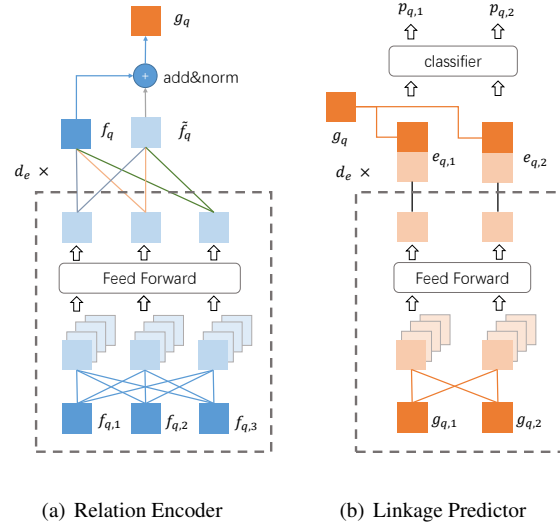 g_q
add&norm
f_q
f̃_q
d_e ×
Feed Forward
f_{q,1}
f_{q,2}
f_{q,3}
(a) Relation Encoder
p_{q,1}
p_{q,2}
classifier
g_q
e_{q,1}
e_{q,2}
d_e ×
Feed Forward
g_{q,1}
g_{q,2}
(b) Linkage Predictor